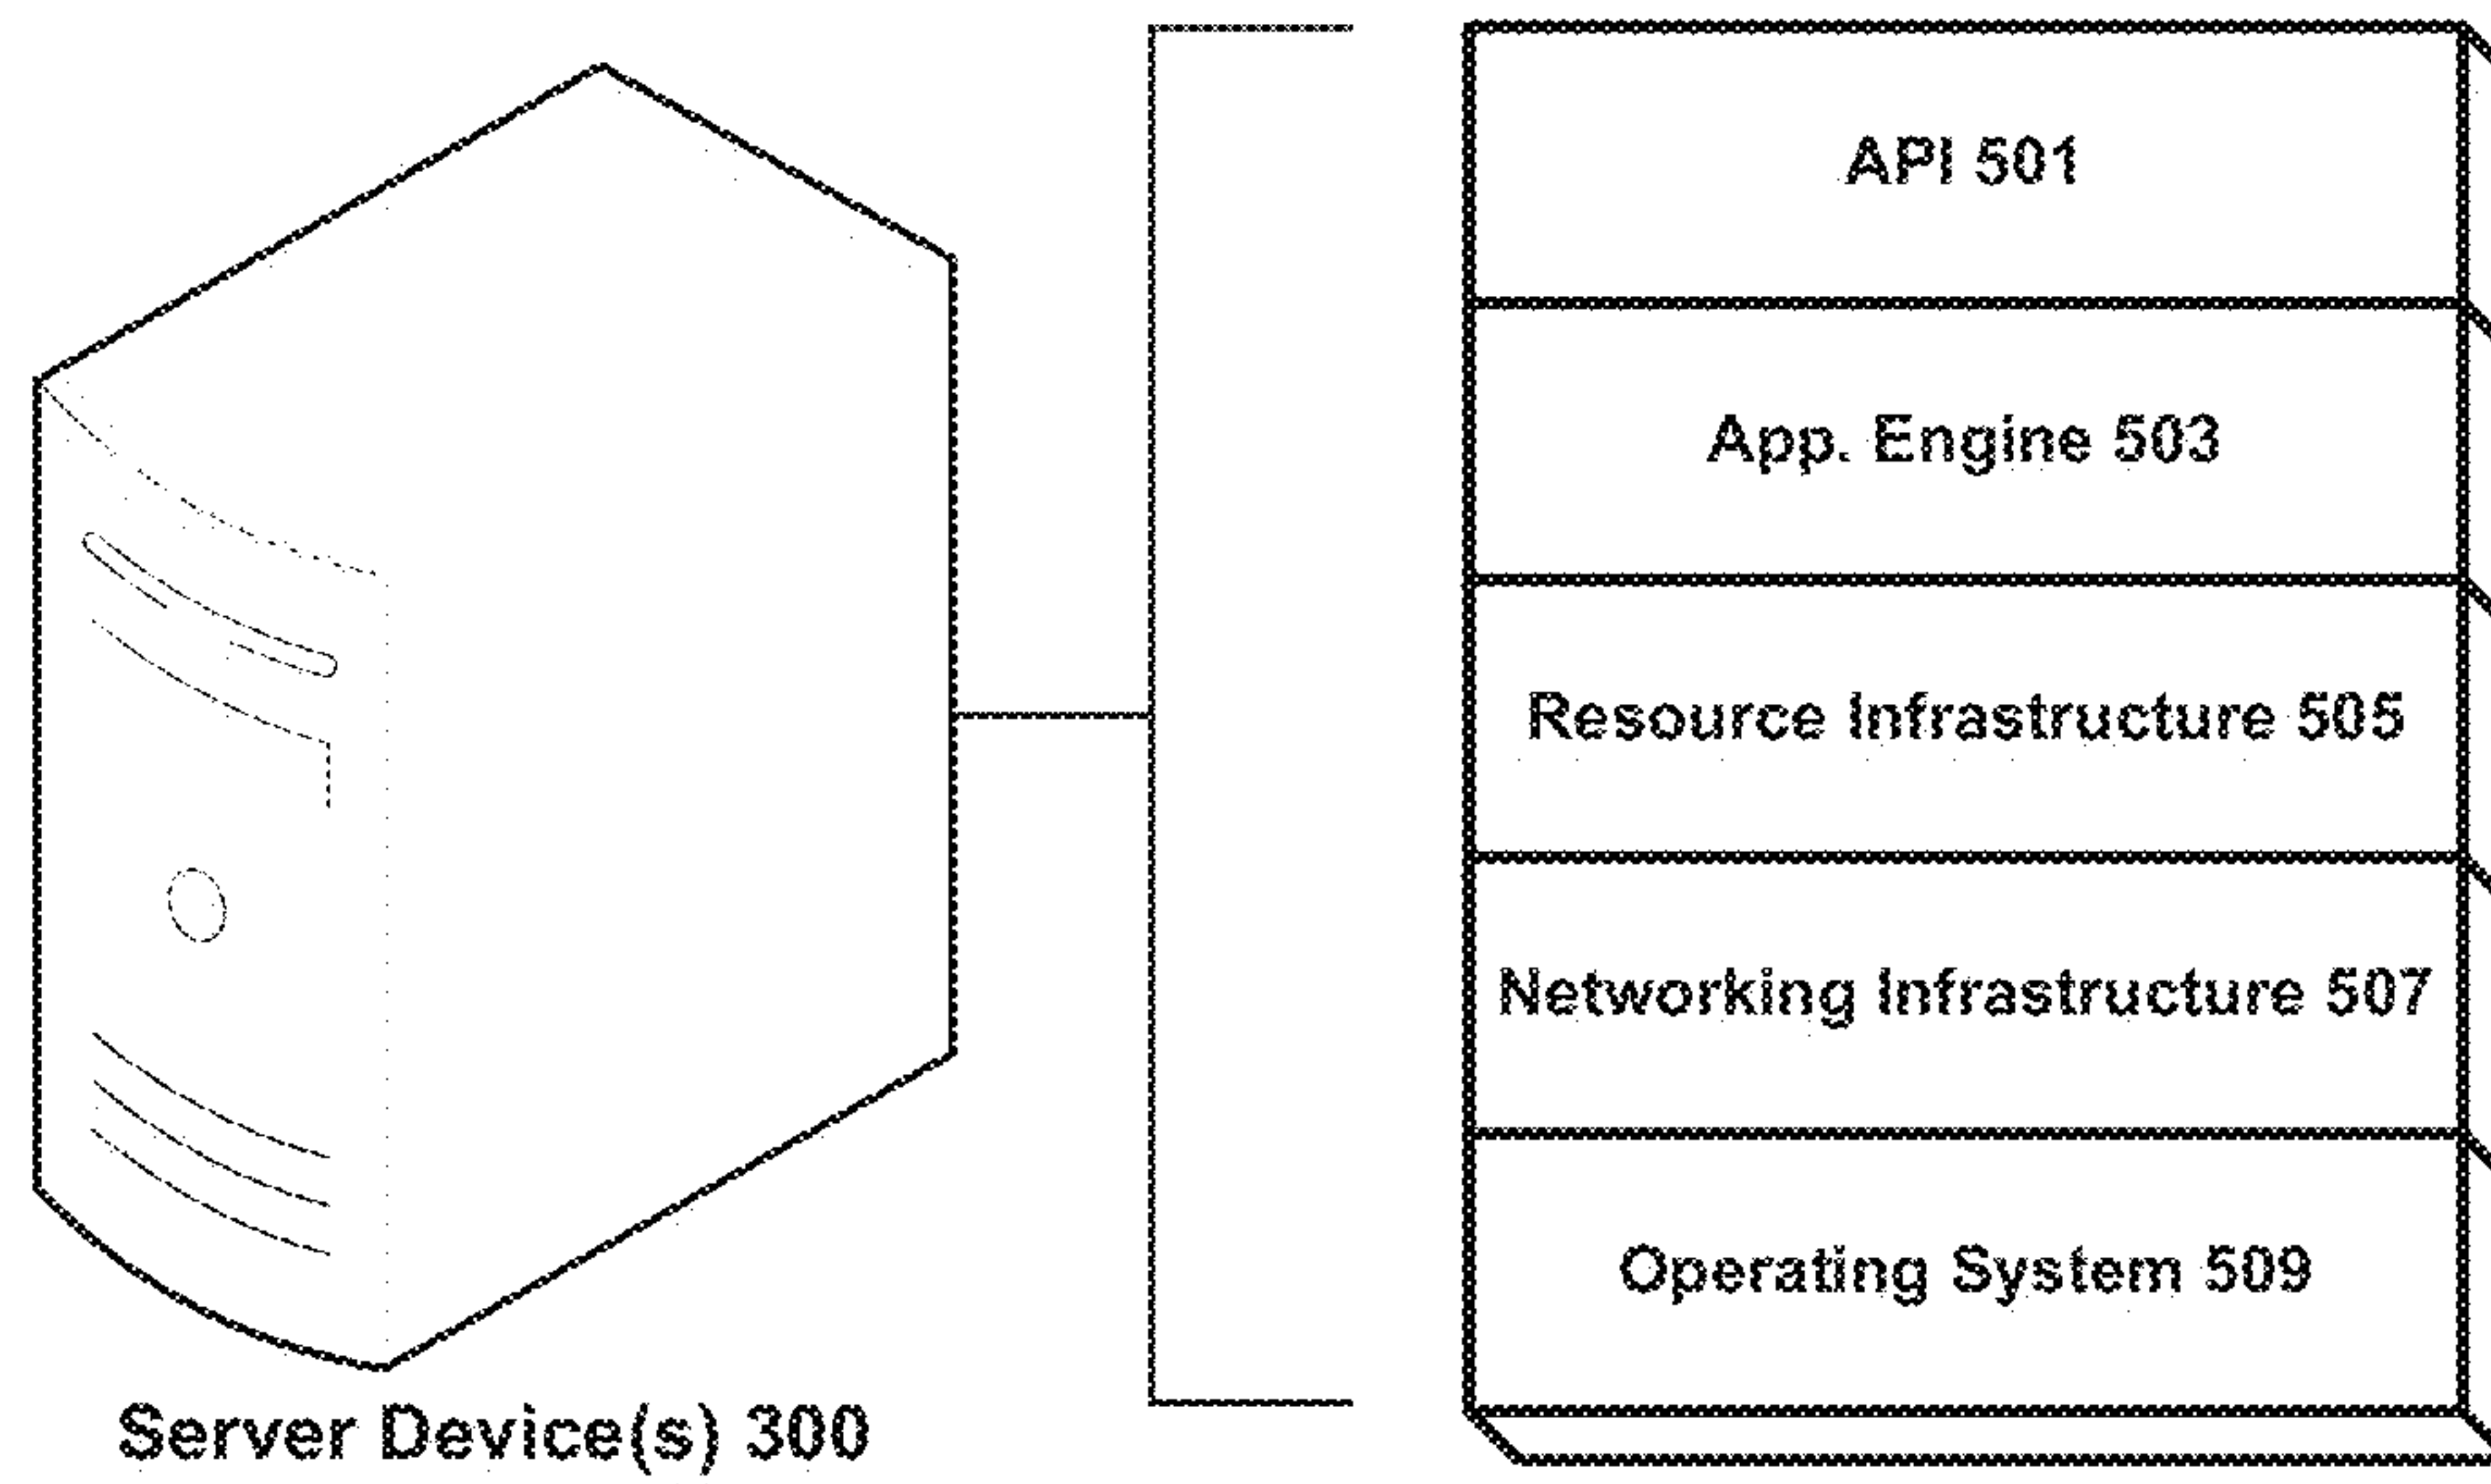 API 501
App. Engine 503
Resource Infrastructure 505
Networking Infrastructure 507
Operating System 509
Server Device(s) 300